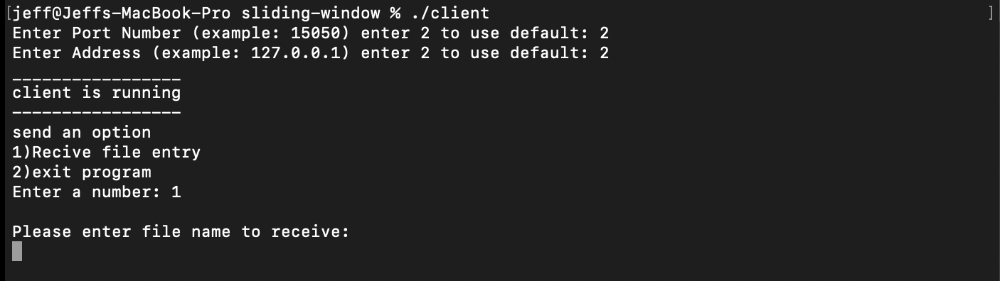 [jeff@Jeffs-MacBook-Pro sliding-window % ./client ]
Enter Port Number (example: 15050) enter 2 to use default: 2
Enter Address (example: 127.0.0.1) enter 2 to use default: 2
_________________
client is running
-----------------
send an option
1)Recive file entry
2)exit program
Enter a number: 1
Please enter file name to receive: